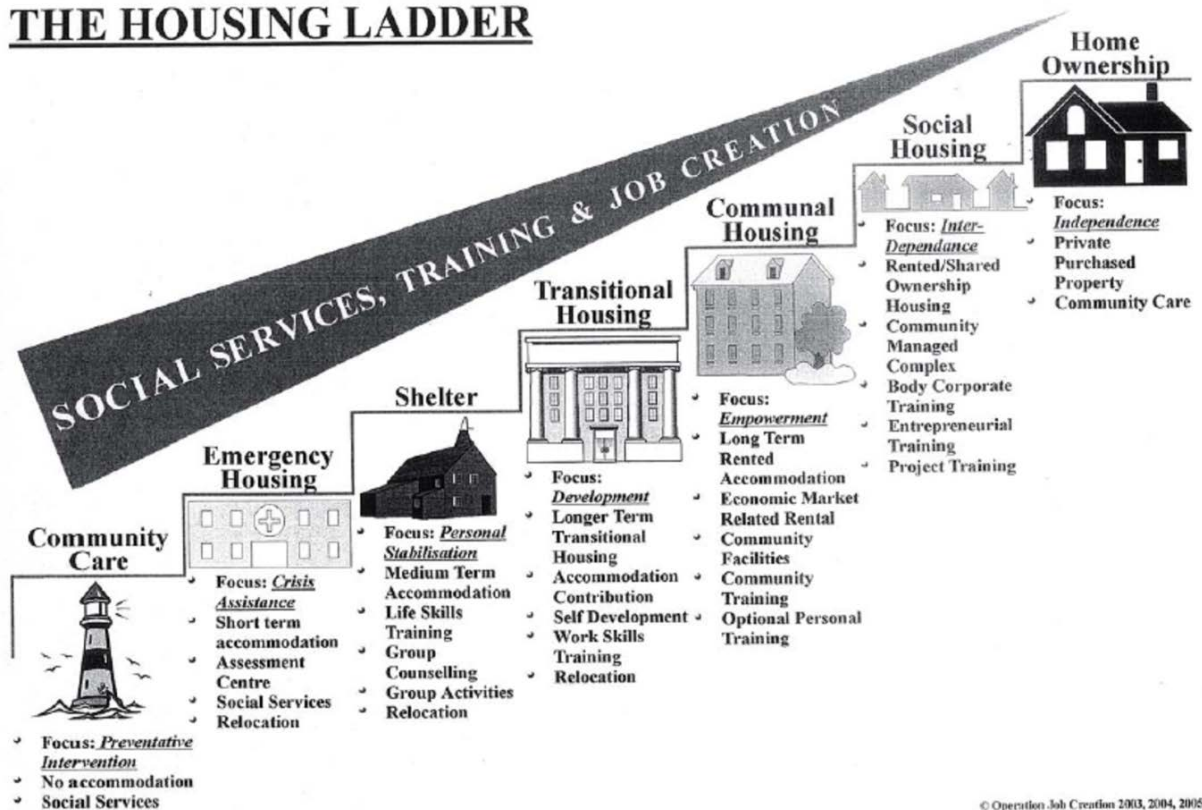 THE HOUSING LADDER
SOCIAL SERVICES, TRAINING & JOB CREATION
Community
Care
Focus: Preventative
Intervention
No accommodation
Social Services
Emergency
Housing
Focus: Crisis
Assistance
Short term
accommodation
Assessment
Centre
Social Services
Relocation
Shelter
Focus: Personal
Stabilisation
Medium Term
Accommodation
Life Skills
Training
Group
Counselling
Group Activities
Relocation
Transitional
Housing
Focus:
Development
Longer Term
Transitional
Housing
Accommodation
Contribution
Self Development
Work Skills
Training
Relocation
Communal
Housing
Focus:
Empowerment
Long Term
Rented
Accommodation
Economic Market
Related Rental
Community
Facilities
Community
Training
Optional Personal
Training
Social
Housing
Focus: Inter-
Dependance
Rented/Shared
Ownership
Housing
Community
Managed
Complex
Body Corporate
Training
Entrepreneurial
Training
Project Training
Home
Ownership
Focus:
Independence
Private
Purchased
Property
Community Care
© Operation Job Creation 2003, 2004, 2005